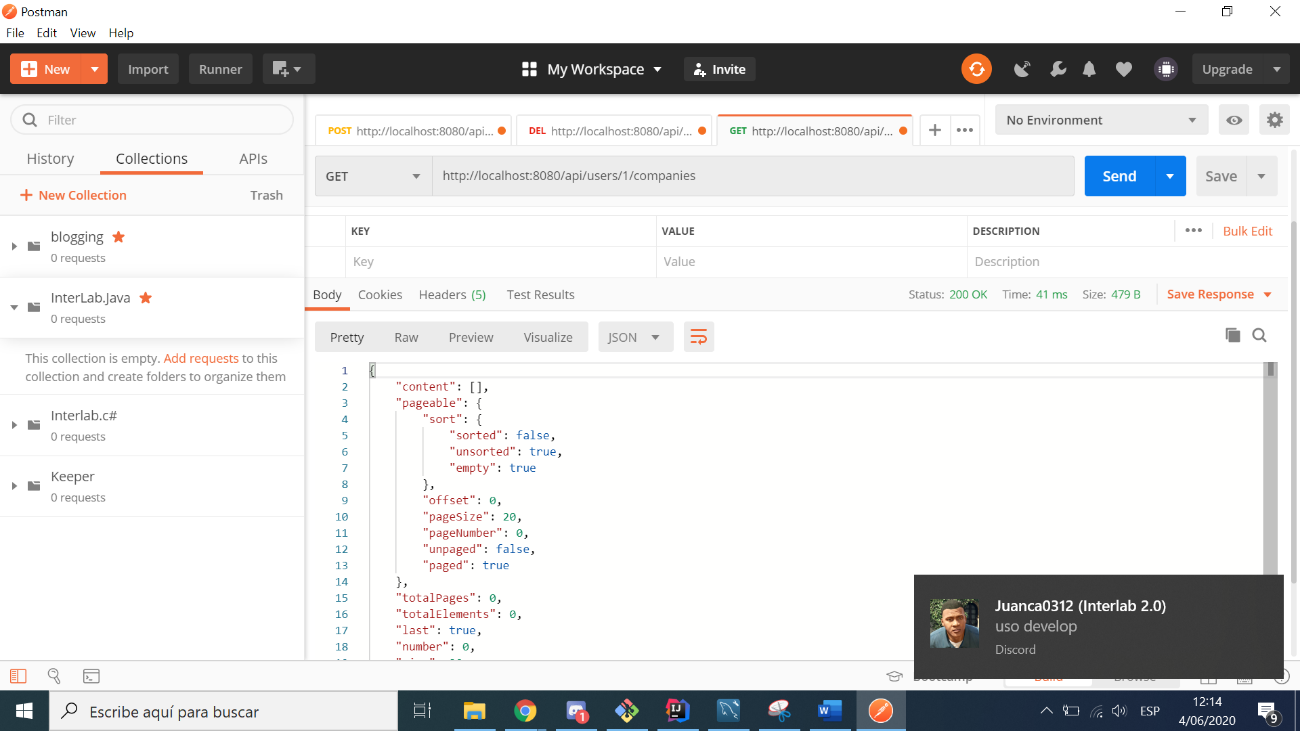 Postman
File Edit View Help
New Import Runner My Workspace Invite Upgrade
Filter
History Collections APIs
+ New Collection Trash
blogging
0 requests
InterLab.Java
0 requests
This collection is empty. Add requests to this
collection and create folders to organize them
Interlab.c#
0 requests
Keeper
0 requests
POST http://localhost:8080/api... DEL http://localhost:8080/api/... GET http://localhost:8080/api/... + ••• No Environment
GET http://localhost:8080/api/users/1/companies Send Save
KEY VALUE DESCRIPTION ••• Bulk Edit
Key Value Description
Body Cookies Headers (5) Test Results Status: 200 OK Time: 41 ms Size: 479 B Save Response
Pretty Raw Preview Visualize JSON
1 {
2 "content": [],
3 "pageable": {
4 "sort": {
5 "sorted": false,
6 "unsorted": true,
7 "empty": true
8 },
9 "offset": 0,
10 "pageSize": 20,
11 "pageNumber": 0,
12 "unpaged": false,
13 "paged": true
14 },
15 "totalPages": 0,
16 "totalElements": 0,
17 "last": true,
18 "number": 0,
Juanca0312 (Interlab 2.0)
uso develop
Discord
Escribe aquí para buscar
1
ESP
12:14
4/06/2020
9